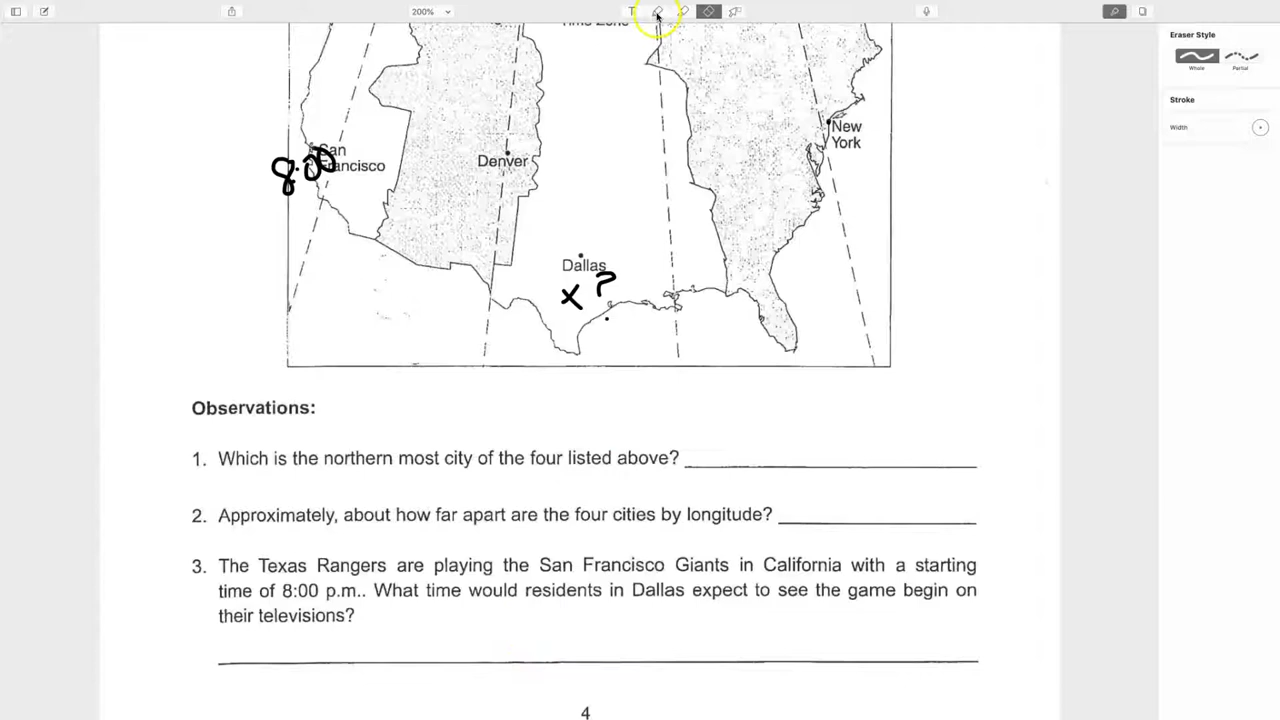 200%
T
Time Zone
Eraser Style
Whole
Partial
Stroke
Width
San
Francisco
8:00
Denver
New
York
Dallas
x ?
Observations:
1. Which is the northern most city of the four listed above?
2. Approximately, about how far apart are the four cities by longitude?
3. The Texas Rangers are playing the San Francisco Giants in California with a starting
time of 8:00 p.m.. What time would residents in Dallas expect to see the game begin on
their televisions?
4